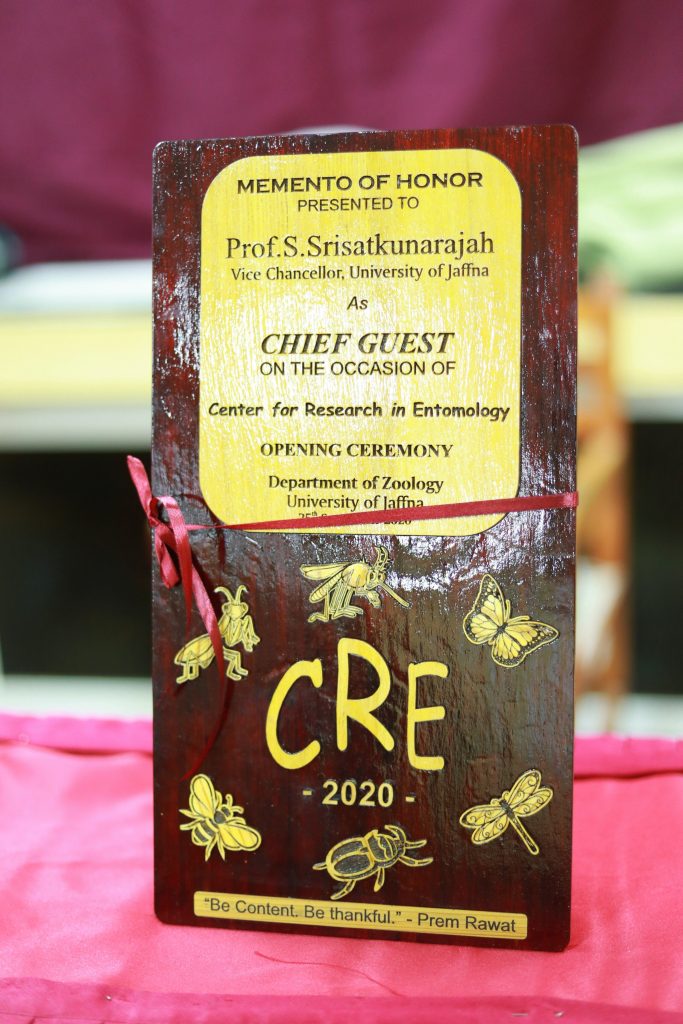 MEMENTO OF HONOR
PRESENTED TO
Prof.S.Srisatkunarajah
Vice Chancellor, University of Jaffna
As
CHIEF GUEST
ON THE OCCASION OF
Center for Research in Entomology
OPENING CEREMONY
Department of Zoology
University of Jaffna
2020
CRE
- 2020 -
“Be Content. Be thankful.” - Prem Rawat